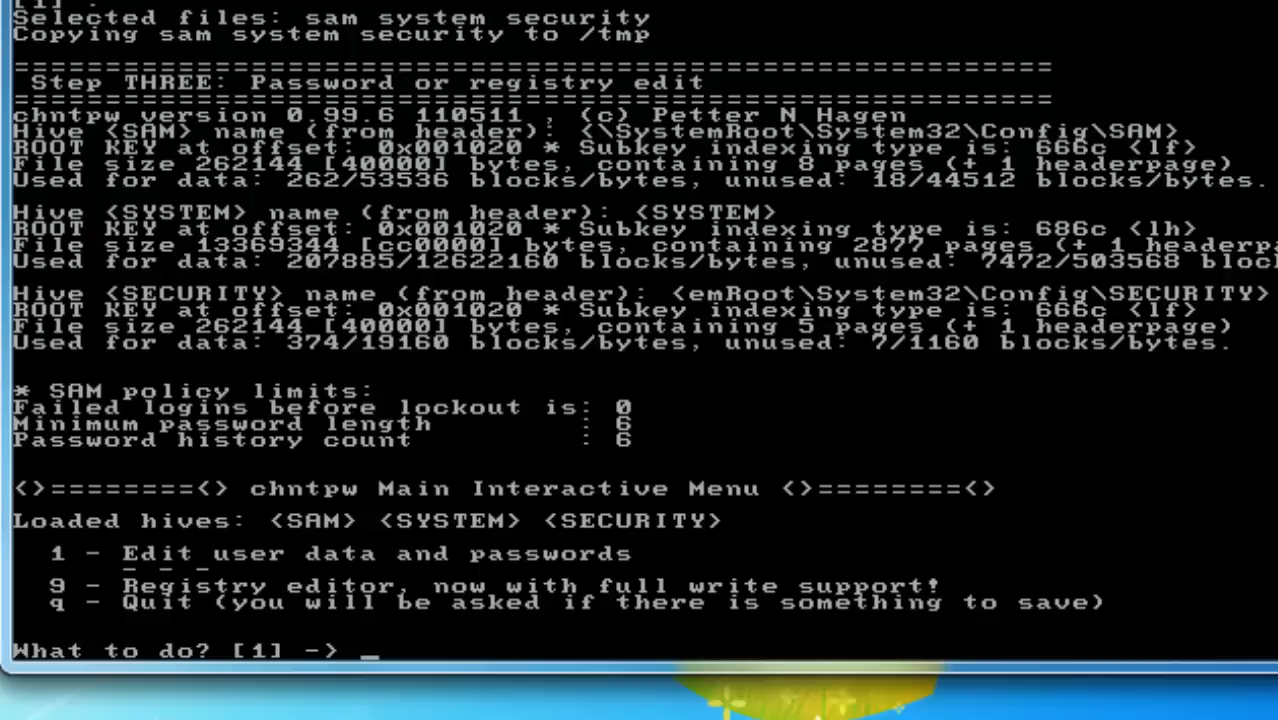 Selected files: sam system security
Copying sam system security to /tmp
=========================================================
Step THREE: Password or registry edit
=========================================================
chntpw version 0.99.6 110511 , (c) Petter N Hagen
Hive <SAM> name (from header): <\SystemRoot\System32\Config\SAM>
ROOT KEY at offset: 0x001020 * Subkey indexing type is: 666c <lf>
File size 262144 [40000] bytes, containing 8 pages (+ 1 headerpage)
Used for data: 262/53536 blocks/bytes, unused: 18/44512 blocks/bytes.
Hive <SYSTEM> name (from header): <SYSTEM>
ROOT KEY at offset: 0x001020 * Subkey indexing type is: 686c <lh>
File size 13369344 [cc0000] bytes, containing 2877 pages (+ 1 headerpa
Used for data: 207885/12622160 blocks/bytes, unused: 7472/503568 bloc
Hive <SECURITY> name (from header): <emRoot\System32\Config\SECURITY>
ROOT KEY at offset: 0x001020 * Subkey indexing type is: 666c <lf>
File size 262144 [40000] bytes, containing 5 pages (+ 1 headerpage)
Used for data: 374/19160 blocks/bytes, unused: 7/1160 blocks/bytes.
* SAM policy limits:
Failed logins before lockout is: 0
Minimum password length : 6
Password history count : 6
<>========<> chntpw Main Interactive Menu <>========<>
Loaded hives: <SAM> <SYSTEM> <SECURITY>
1 - Edit user data and passwords
- - -
9 - Registry editor, now with full write support!
q - Quit (you will be asked if there is something to save)
What to do? [1] -> _